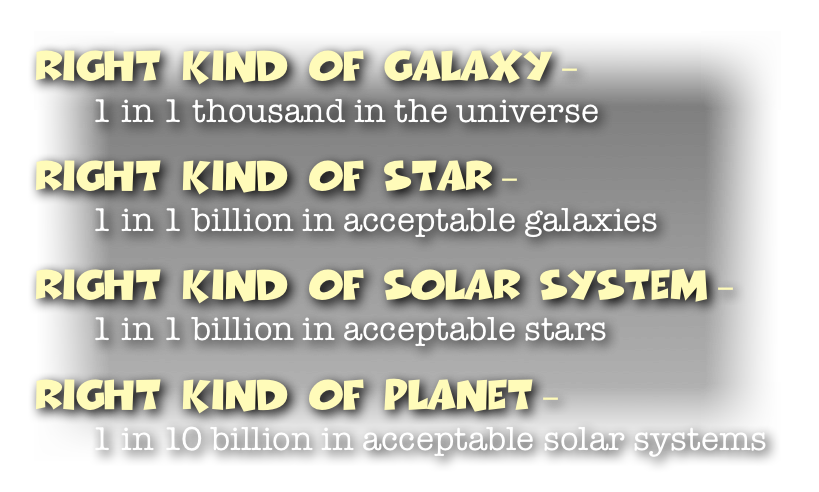 RIGHT KIND OF GALAXY –
1 in 1 thousand in the universe
RIGHT KIND OF STAR –
1 in 1 billion in acceptable galaxies
RIGHT KIND OF SOLAR SYSTEM –
1 in 1 billion in acceptable stars
RIGHT KIND OF PLANET –
1 in 10 billion in acceptable solar systems